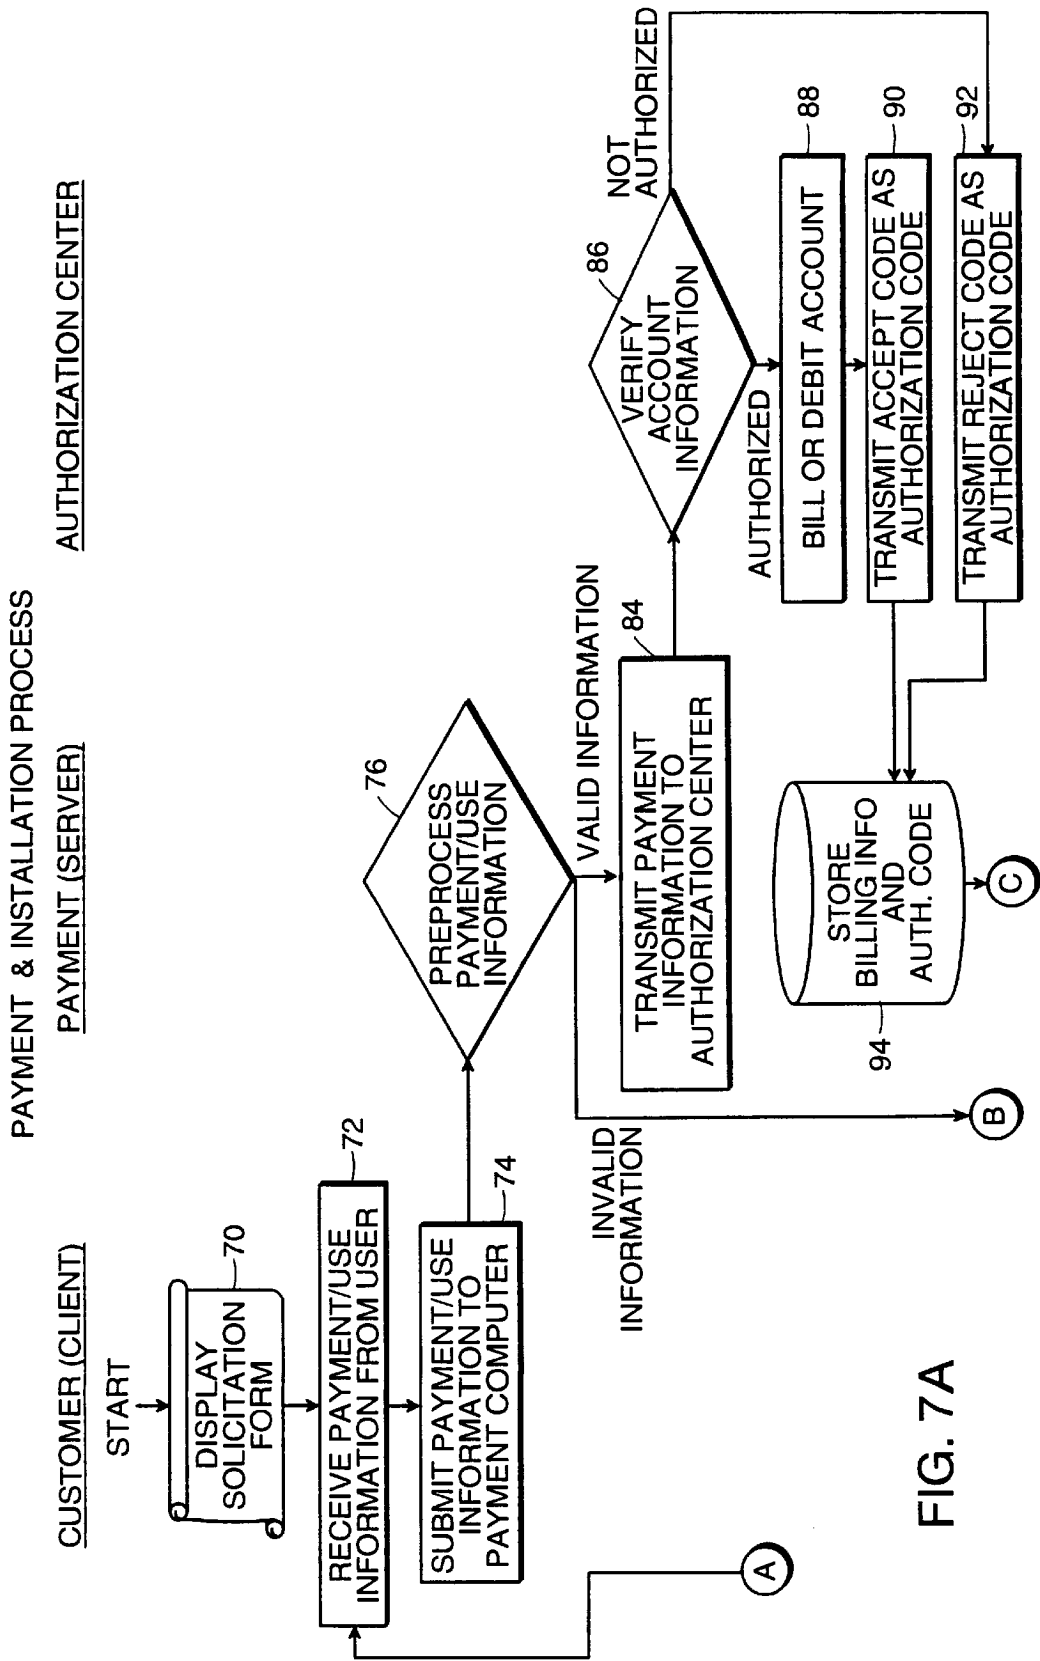 PAYMENT & INSTALLATION PROCESS
CUSTOMER (CLIENT)
PAYMENT (SERVER)
AUTHORIZATION CENTER
START
DISPLAY
SOLICITATION
FORM
70
RECEIVE PAYMENT/USE
INFORMATION FROM USER
72
SUBMIT PAYMENT/USE
INFORMATION TO
PAYMENT COMPUTER
74
A
PREPROCESS
PAYMENT/USE
INFORMATION
76
INVALID
INFORMATION
VALID INFORMATION
B
TRANSMIT PAYMENT
INFORMATION TO
AUTHORIZATION CENTER
84
VERIFY
ACCOUNT
INFORMATION
86
NOT
AUTHORIZED
AUTHORIZED
BILL OR DEBIT ACCOUNT
88
TRANSMIT ACCEPT CODE AS
AUTHORIZATION CODE
90
TRANSMIT REJECT CODE AS
AUTHORIZATION CODE
92
STORE
BILLING INFO
AND
AUTH. CODE
94
C
FIG. 7A